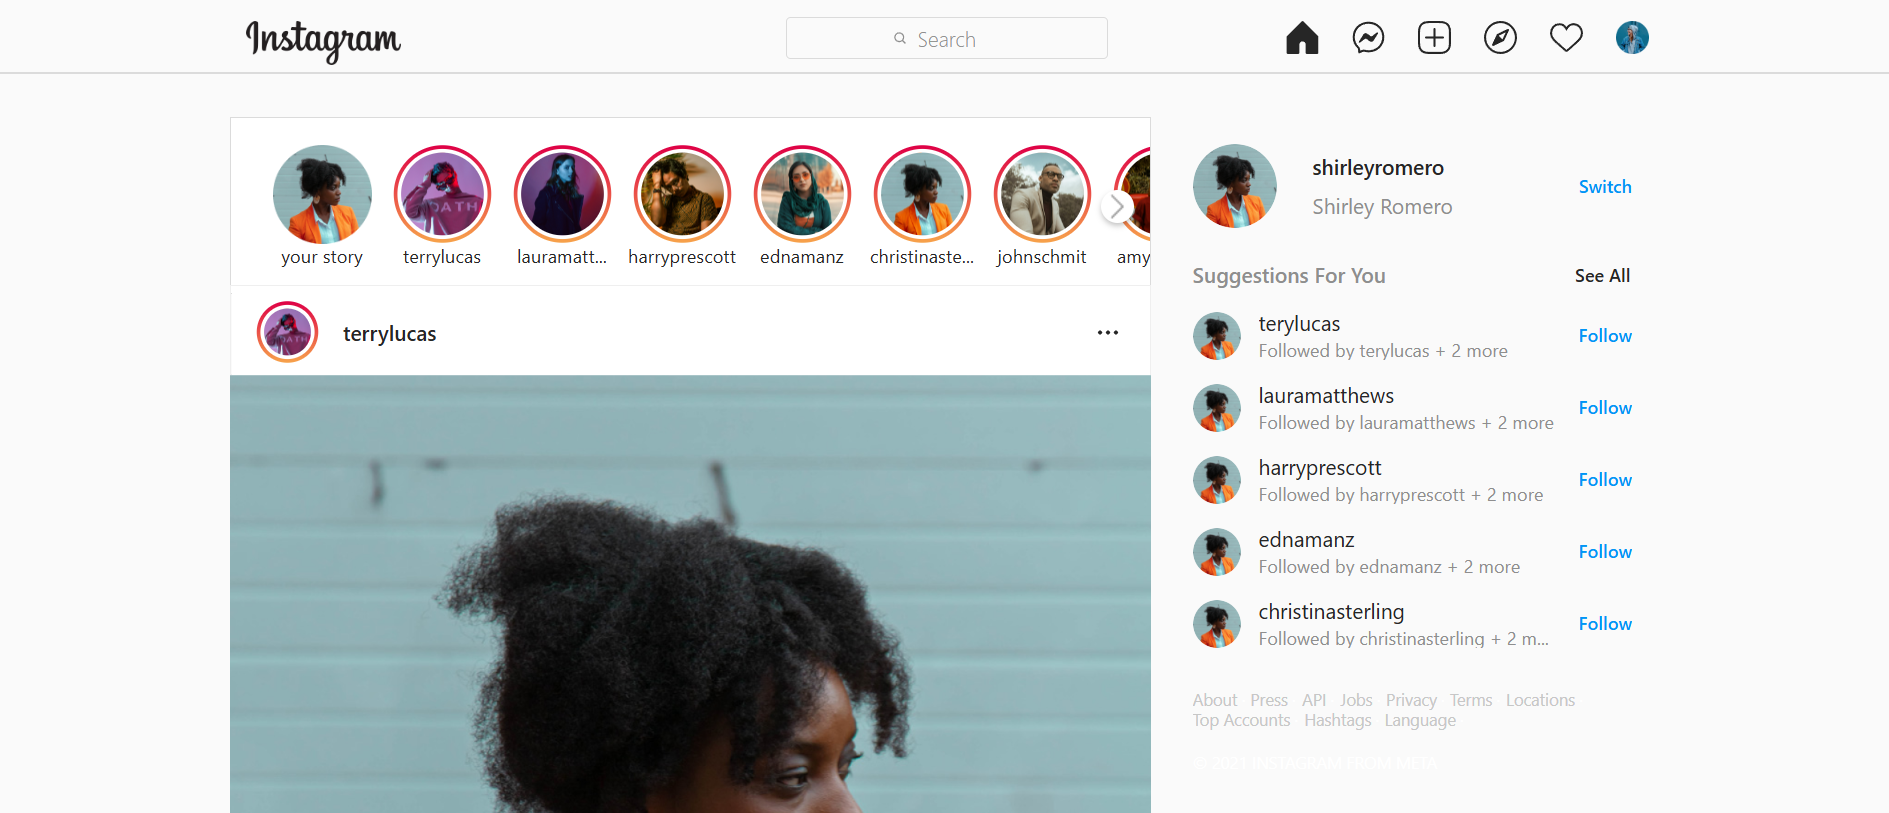 Instagram
Search
your story
terrylucas
lauramatt...
harryprescott
ednamanz
christinaste...
johnschmit
amy
terrylucas
shirleyromero
Shirley Romero
Switch
Suggestions For You
See All
terylucas
Followed by terylucas + 2 more
Follow
lauramatthews
Followed by lauramatthews + 2 more
Follow
harryprescott
Followed by harryprescott + 2 more
Follow
ednamanz
Followed by ednamanz + 2 more
Follow
christinasterling
Followed by christinasterling + 2 m...
Follow
About Press API Jobs Privacy Terms Locations
Top Accounts Hashtags Language
© 2021 INSTAGRAM FROM META